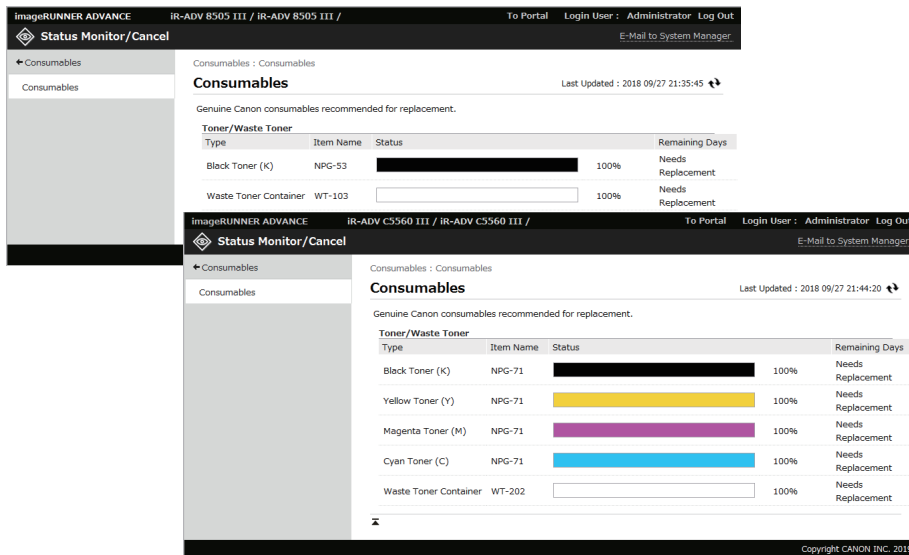 imageRUNNER ADVANCE iR-ADV 8505 III / iR-ADV 8505 III / To Portal Login User : Administrator Log Out
Status Monitor/Cancel E-Mail to System Manager
Consumables
Consumables
Consumables : Consumables
Consumables Last Updated : 2018 09/27 21:35:45
Genuine Canon consumables recommended for replacement.
Toner/Waste Toner
Type Item Name Status Remaining Days
Black Toner (K) NPG-53 100% Needs
Replacement
Waste Toner Container WT-103 100% Needs
Replacement
imageRUNNER ADVANCE iR-ADV C5560 III / iR-ADV C5560 III / To Portal Login User : Administrator Log Out
Status Monitor/Cancel E-Mail to System Manager
Consumables
Consumables
Consumables : Consumables
Consumables Last Updated : 2018 09/27 21:44:20
Genuine Canon consumables recommended for replacement.
Toner/Waste Toner
Type Item Name Status Remaining Days
Black Toner (K) NPG-71 100% Needs
Replacement
Yellow Toner (Y) NPG-71 100% Needs
Replacement
Magenta Toner (M) NPG-71 100% Needs
Replacement
Cyan Toner (C) NPG-71 100% Needs
Replacement
Waste Toner Container WT-202 100% Needs
Replacement
Copyright CANON INC. 2019